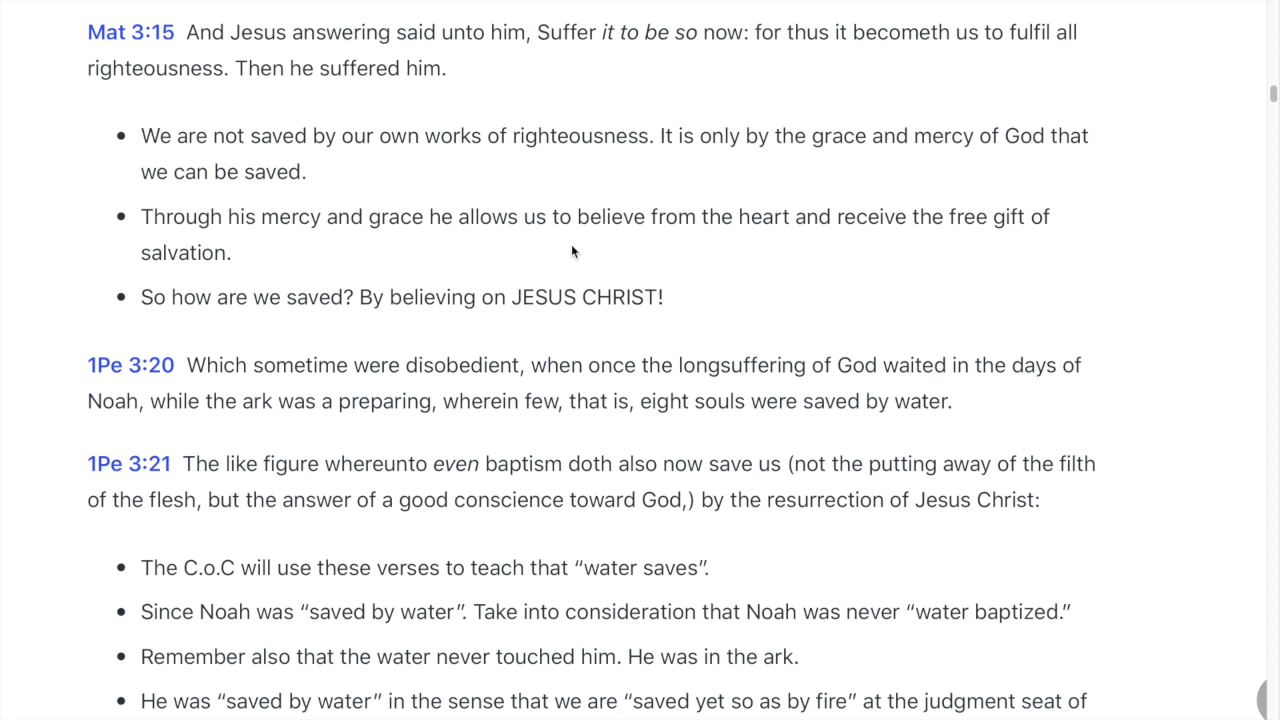 Mat 3:15 And Jesus answering said unto him, Suffer it to be so now: for thus it becometh us to fulfil all
righteousness. Then he suffered him.
• We are not saved by our own works of righteousness. It is only by the grace and mercy of God that
we can be saved.
• Through his mercy and grace he allows us to believe from the heart and receive the free gift of
salvation.
• So how are we saved? By believing on JESUS CHRIST!
1Pe 3:20 Which sometime were disobedient, when once the longsuffering of God waited in the days of
Noah, while the ark was a preparing, wherein few, that is, eight souls were saved by water.
1Pe 3:21 The like figure whereunto even baptism doth also now save us (not the putting away of the filth
of the flesh, but the answer of a good conscience toward God,) by the resurrection of Jesus Christ:
• The C.o.C will use these verses to teach that “water saves”.
• Since Noah was “saved by water”. Take into consideration that Noah was never “water baptized.”
• Remember also that the water never touched him. He was in the ark.
• He was “saved by water” in the sense that we are “saved yet so as by fire” at the judgment seat of